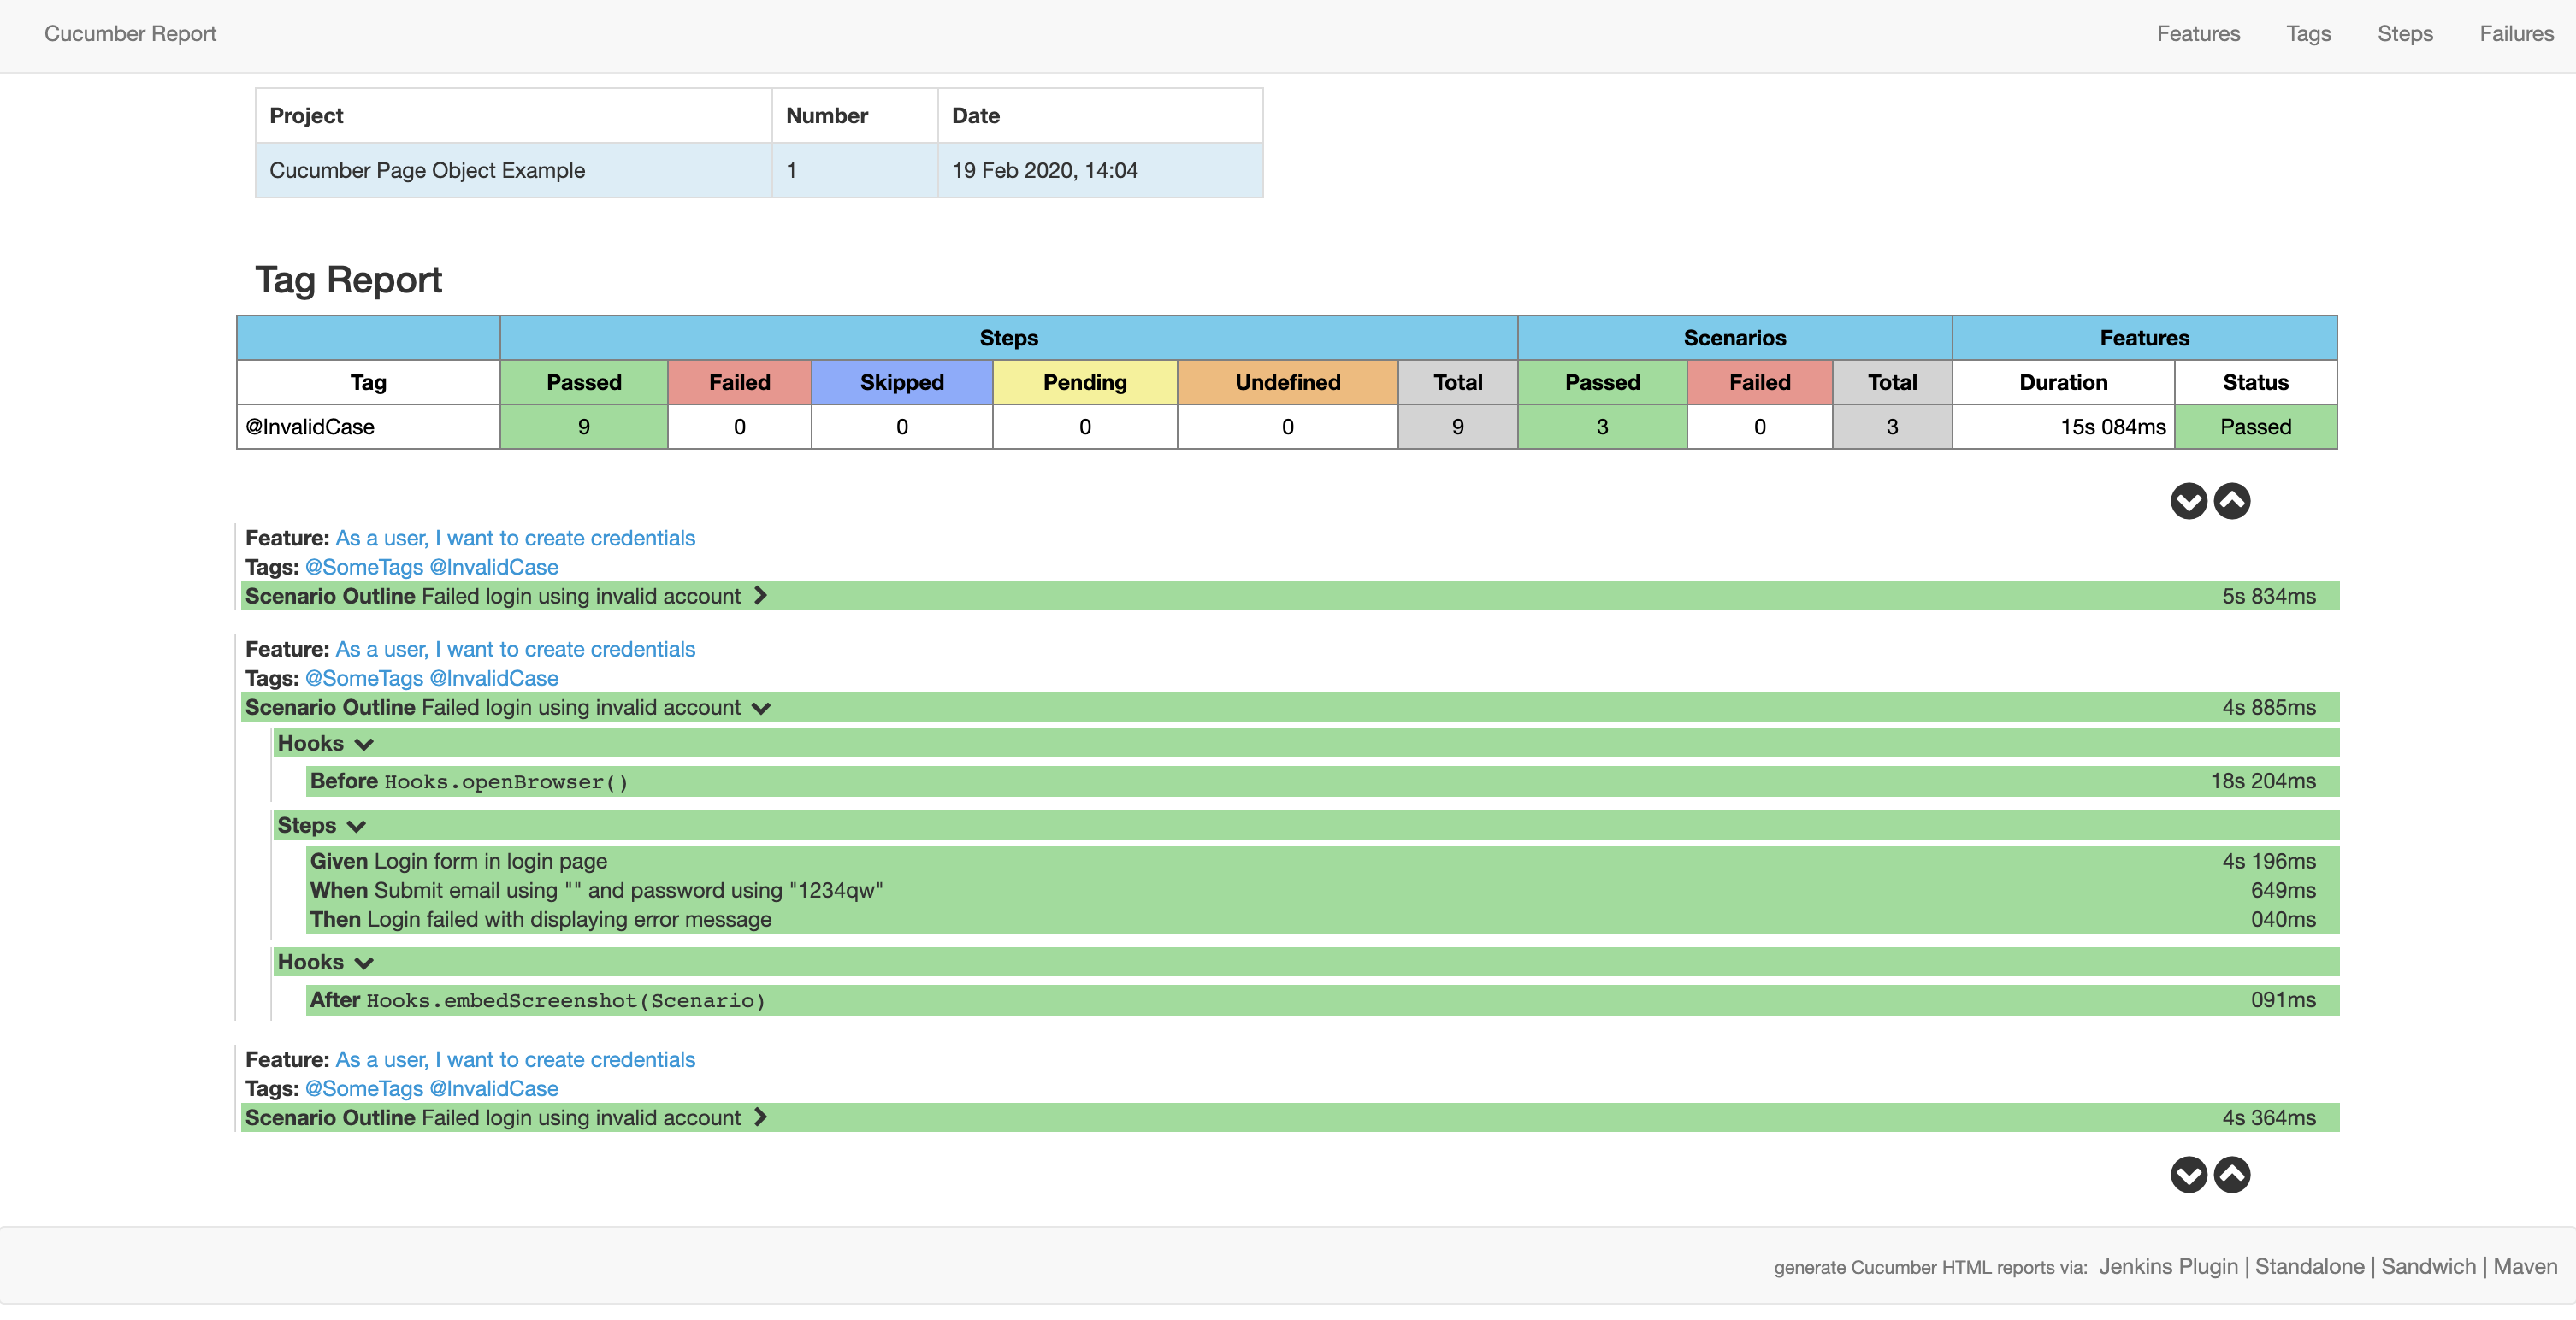 Cucumber Report Features Tags Steps Failures
Project Number Date
Cucumber Page Object Example 1 19 Feb 2020, 14:04
Tag Report
Steps Scenarios Features
Tag Passed Failed Skipped Pending Undefined Total Passed Failed Total Duration Status
@InvalidCase 9 0 0 0 0 9 3 0 3 15s 084ms Passed
Feature: As a user, I want to create credentials
Tags: @SomeTags @InvalidCase
Scenario Outline Failed login using invalid account 5s 834ms
Feature: As a user, I want to create credentials
Tags: @SomeTags @InvalidCase
Scenario Outline Failed login using invalid account 4s 885ms
Hooks
Before Hooks.openBrowser() 18s 204ms
Steps
Given Login form in login page 4s 196ms
When Submit email using "" and password using "1234qw" 649ms
Then Login failed with displaying error message 040ms
Hooks
After Hooks.embedScreenshot(Scenario) 091ms
Feature: As a user, I want to create credentials
Tags: @SomeTags @InvalidCase
Scenario Outline Failed login using invalid account 4s 364ms
generate Cucumber HTML reports via: Jenkins Plugin | Standalone | Sandwich | Maven